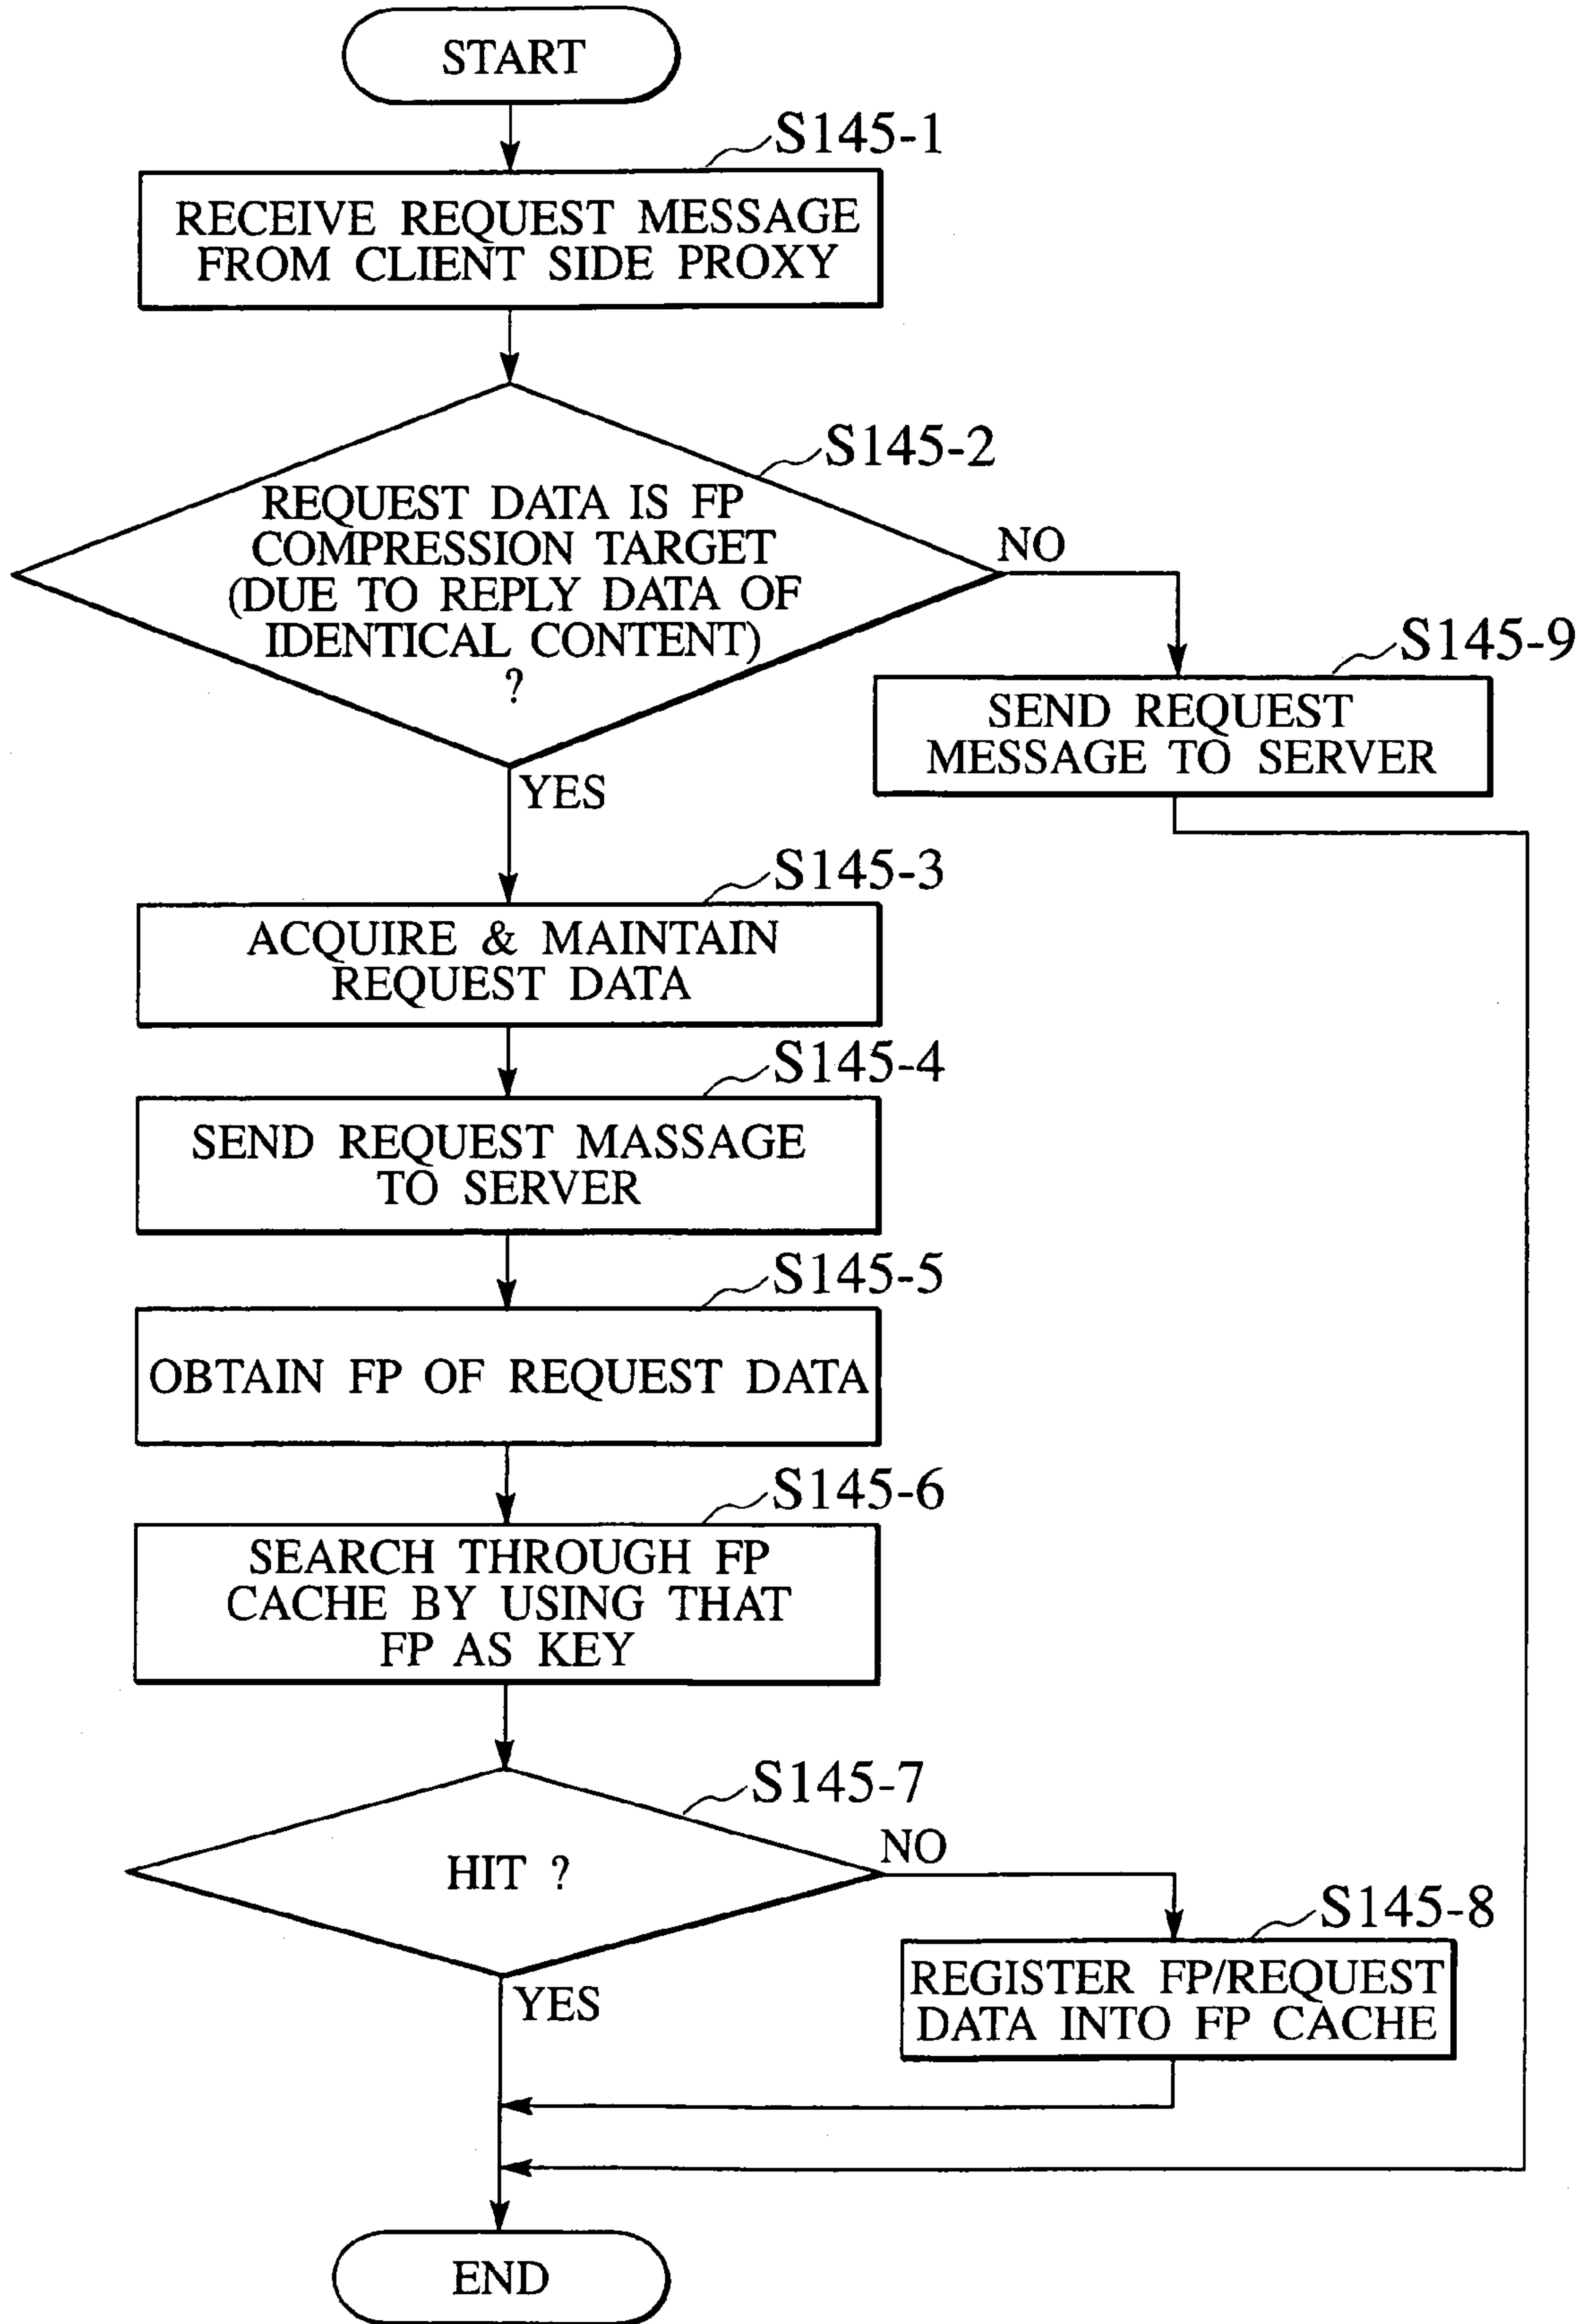 START
S145-1
RECEIVE REQUEST MESSAGE
FROM CLIENT SIDE PROXY
S145-2
REQUEST DATA IS FP
COMPRESSION TARGET
(DUE TO REPLY DATA OF
IDENTICAL CONTENT)
?
NO
S145-9
SEND REQUEST
MESSAGE TO SERVER
YES
S145-3
ACQUIRE & MAINTAIN
REQUEST DATA
S145-4
SEND REQUEST MASSAGE
TO SERVER
S145-5
OBTAIN FP OF REQUEST DATA
S145-6
SEARCH THROUGH FP
CACHE BY USING THAT
FP AS KEY
S145-7
HIT ?
NO
S145-8
REGISTER FP/REQUEST
DATA INTO FP CACHE
YES
END